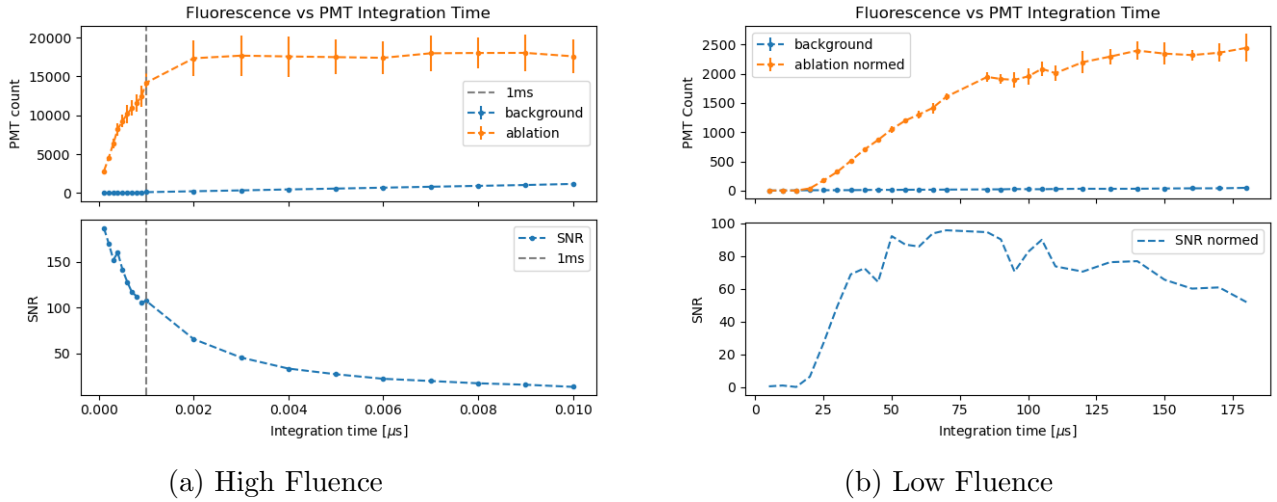 Fluorescence vs PMT Integration Time
20000
15000
10000
5000
0
PMT count
1ms
background
ablation
150
100
50
SNR
SNR
1ms
0.000 0.002 0.004 0.006 0.008 0.010
Integration time [μs]
(a) High Fluence
Fluorescence vs PMT Integration Time
2500
2000
1500
1000
500
0
PMT Count
background
ablation normed
100
80
60
40
20
0
SNR
SNR normed
0 25 50 75 100 125 150 175
Integration time [μs]
(b) Low Fluence